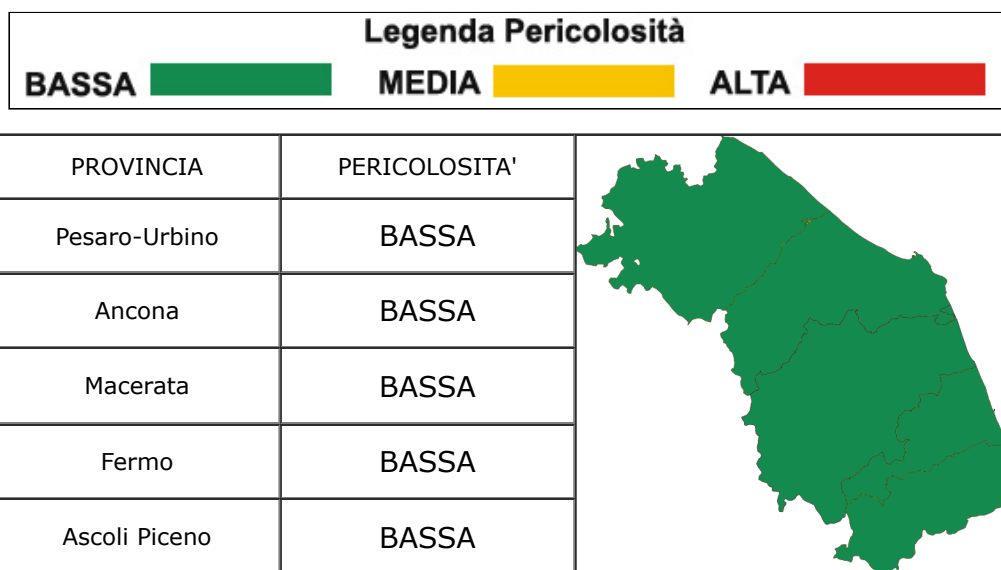 Legenda Pericolosità
BASSA MEDIA ALTA
PROVINCIA PERICOLOSITA'
Pesaro-Urbino BASSA
Ancona BASSA
Macerata BASSA
Fermo BASSA
Ascoli Piceno BASSA